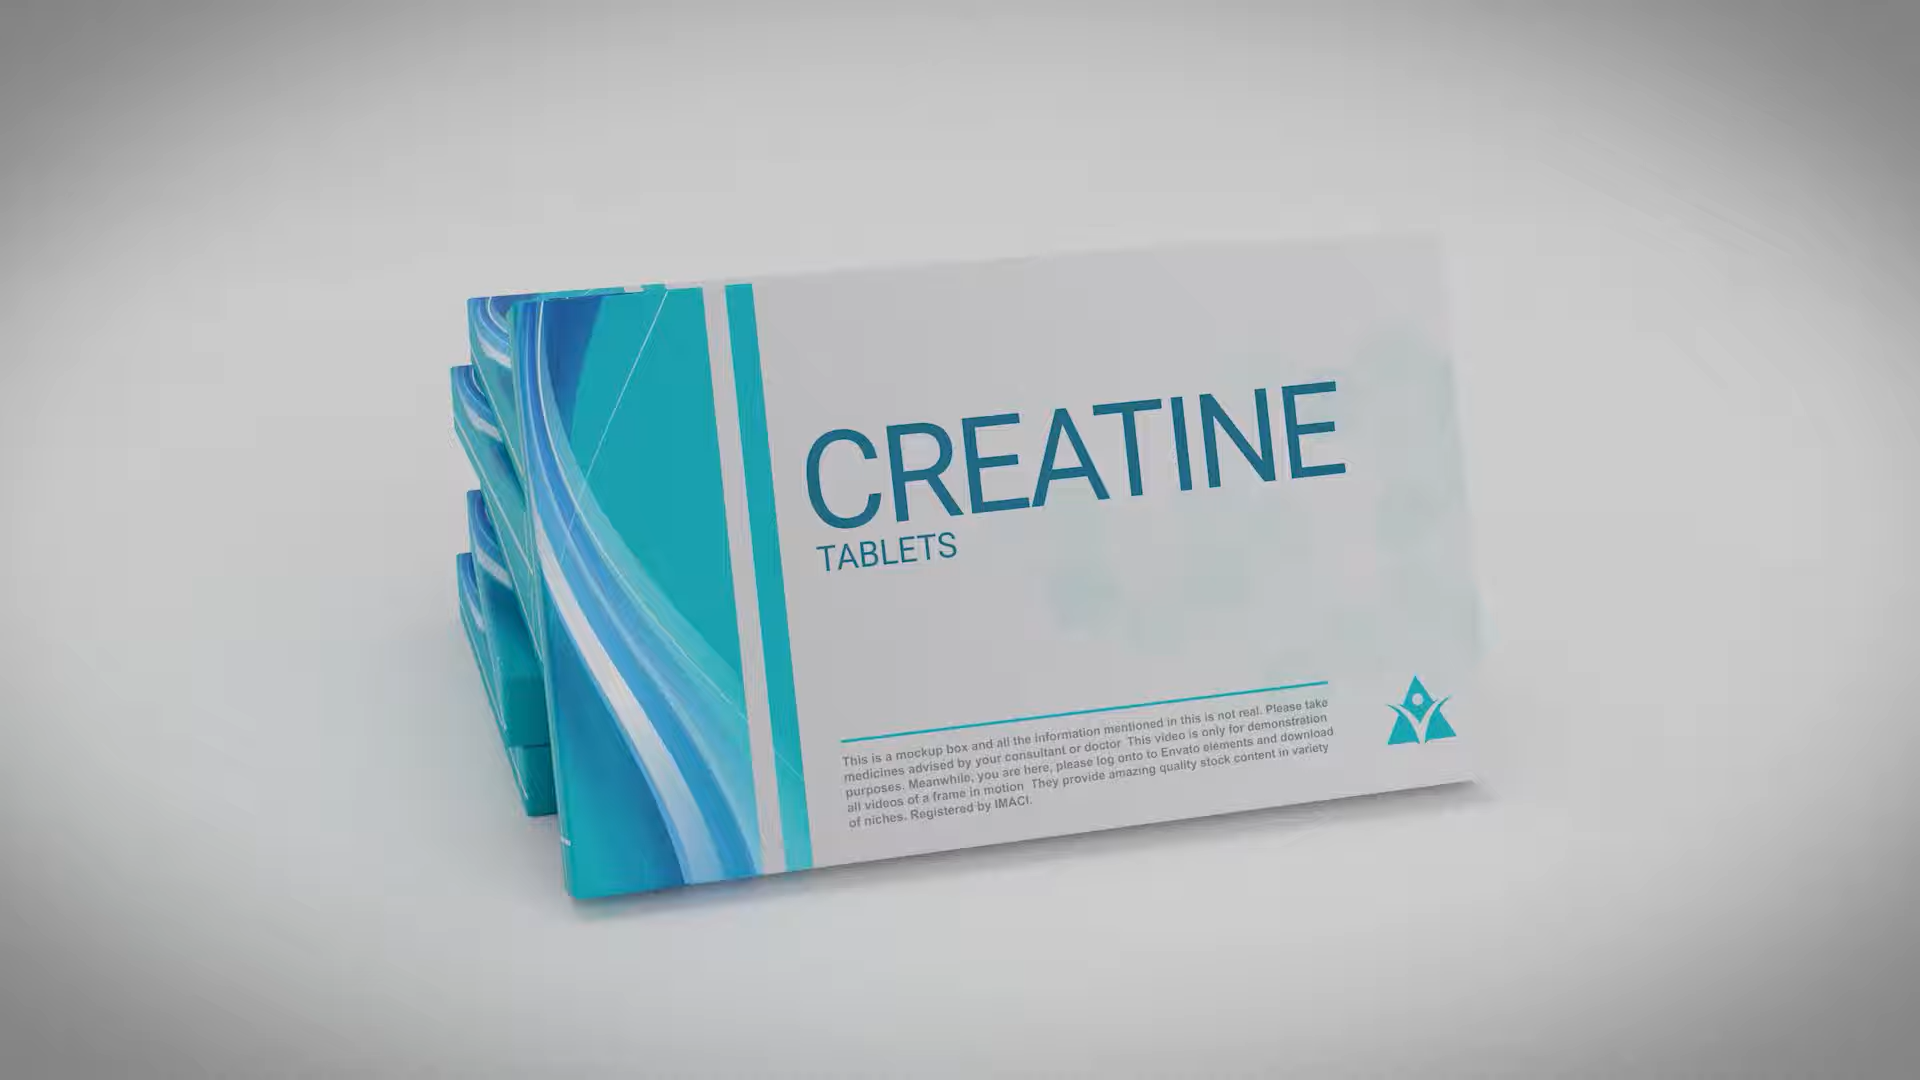 CREATINE
TABLETS
This is a mockup box and all the information mentioned in this is not real. Please take
medicines advised by your consultant or doctor This video is only for demonstration
purposes. Meanwhile, you are here, please log onto to Envato elements and download
all videos of a frame in motion They provide amazing quality stock content in variety
of niches. Registered by IMACI.